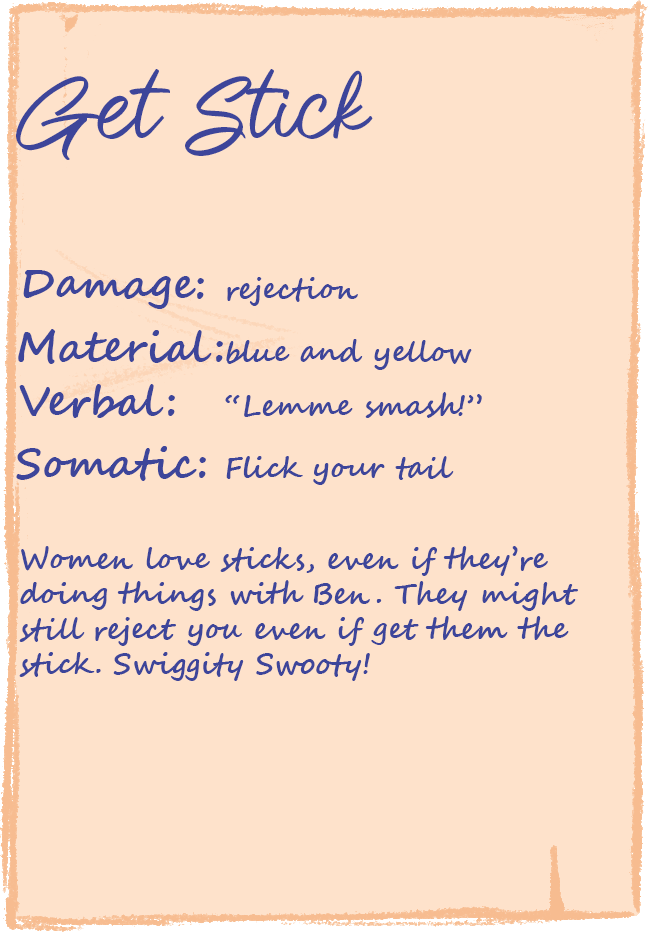 Get Stick
Damage: rejection
Material: blue and yellow
Verbal: “Lemme smash!”
Somatic: Flick your tail
Women love sticks, even if they’re
doing things with Ben. They might
still reject you even if get them the
stick. Swiggity Swooty!